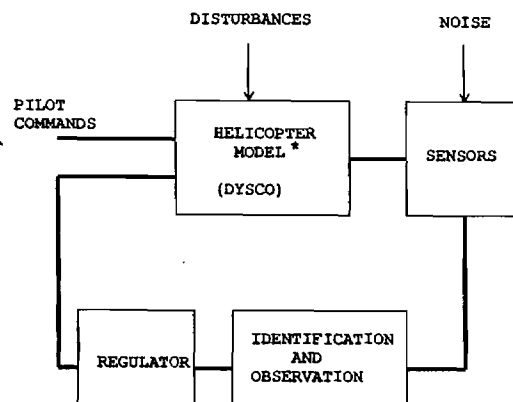 DISTURBANCES
NOISE
PILOT
COMMANDS
HELICOPTER
MODEL *
(DYSCO)
SENSORS
REGULATOR
IDENTIFICATION
AND
OBSERVATION